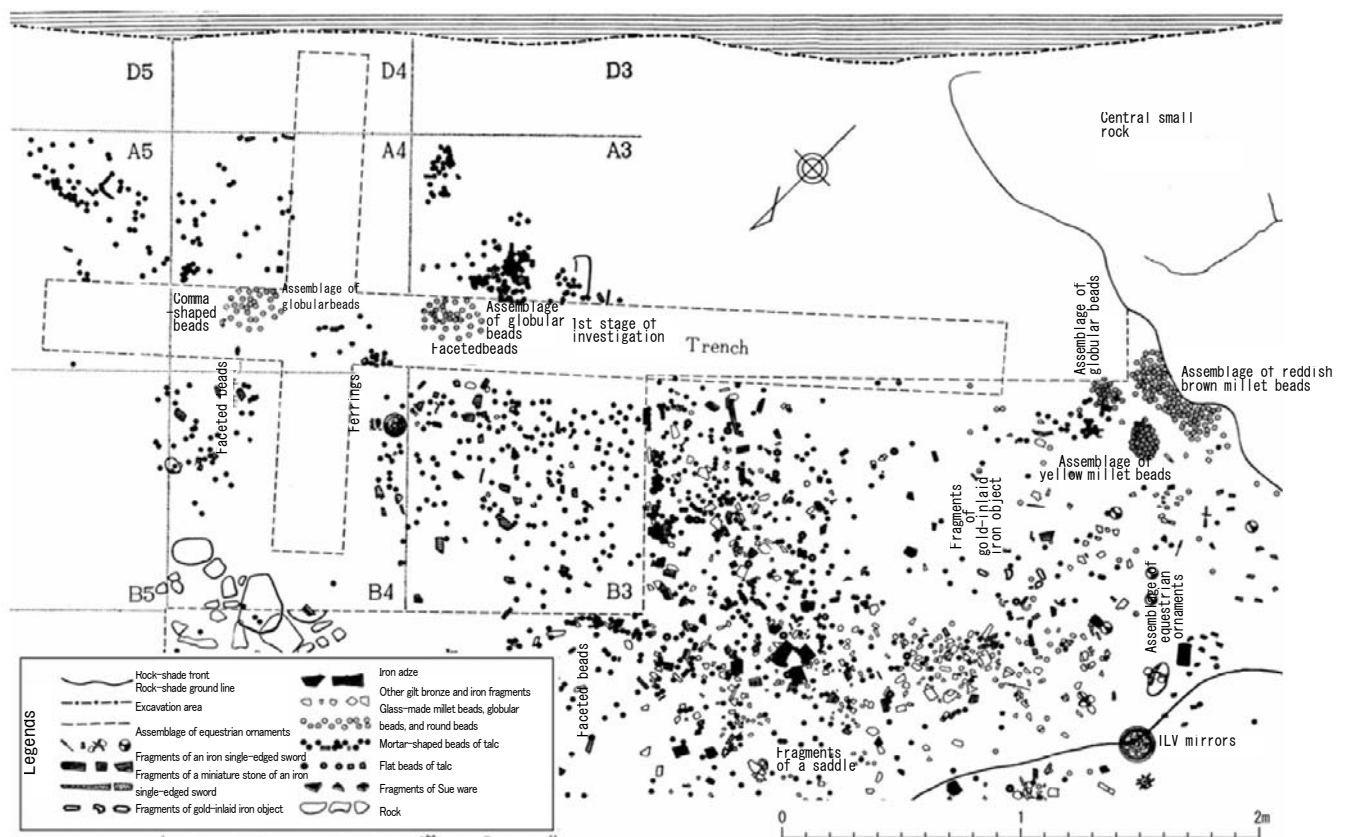 D5
D4
D3
Central small
rock
A5
A4
A3
Comma
-shaped
beads
Assemblage of
globularbeads
Assemblage
of globular
beads
Facetedbeads
1st stage of
investigation
Trench
Assemblage of
globular beads
Assemblage of reddish
brown millet beads
Faceted beads
Ferrings
Assemblage of
yellow millet beads
Fragments
of
gold-inlaid
iron object
B5
B4
B3
Assemblage of
equestrian
ornaments
Faceted beads
Fragments
of a saddle
ILV mirrors
Legends
Rock-shade front
Rock-shade ground line
Excavation area
Assemblage of equestrian ornaments
Fragments of an iron single-edged sword
Fragments of a miniature stone of an iron
single-edged sword
Fragments of gold-inlaid iron object
Iron adze
Other gilt bronze and iron fragments
Glass-made millet beads, globular
beads, and round beads
Mortar-shaped beads of talc
Flat beads of talc
Fragments of Sue ware
Rock
0
1
2m